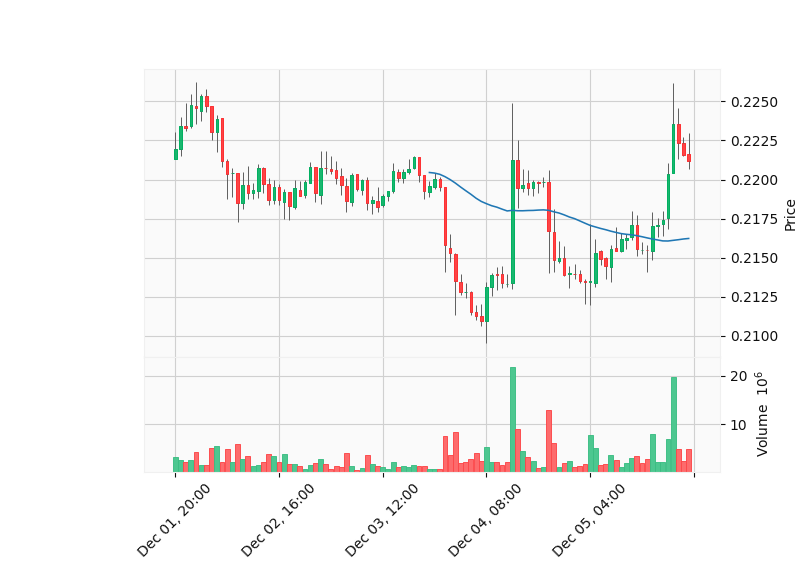 0.2250
0.2225
0.2200
0.2175
0.2150
0.2125
0.2100
Price
20
10
Volume 10^6
Dec 01, 20:00
Dec 02, 16:00
Dec 03, 12:00
Dec 04, 08:00
Dec 05, 04:00